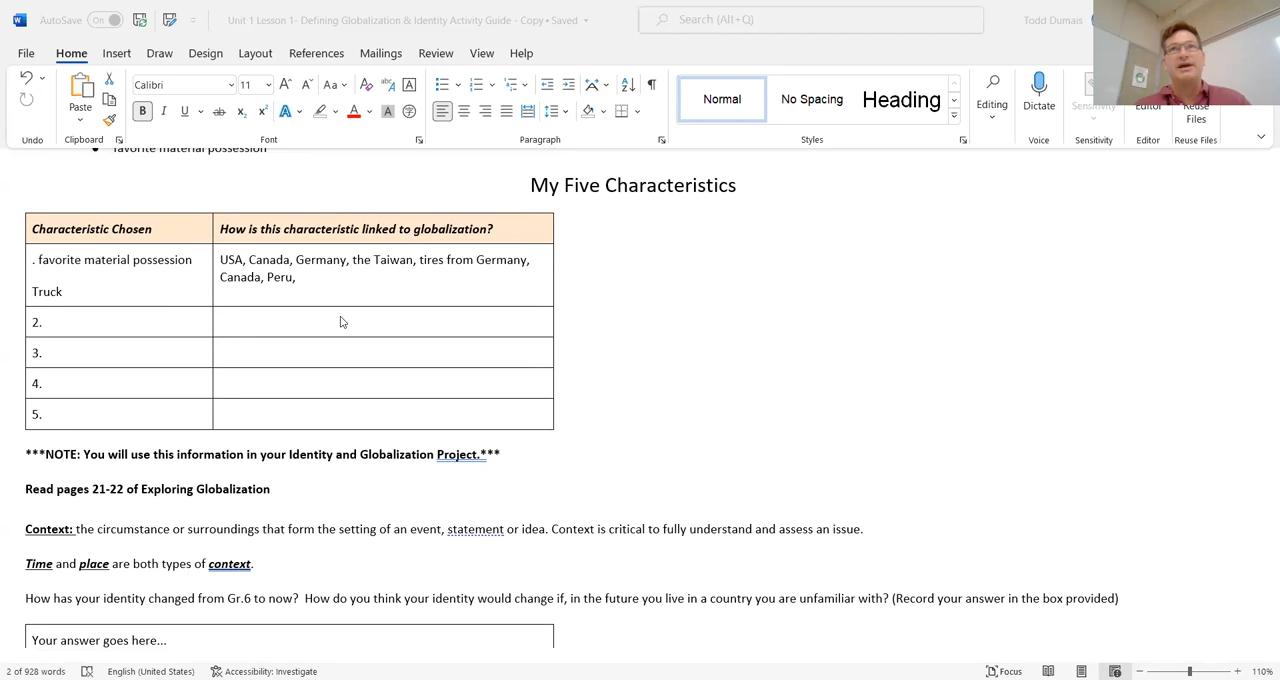 AutoSave On
Unit 1 Lesson 1- Defining Globalization & Identity Activity Guide - Copy • Saved
Search (Alt+Q)
Todd Dumais
File Home Insert Draw Design Layout References Mailings Review View Help
Calibri 11 Aa
Paste
Normal
No Spacing
Heading
Editing
Dictate
Sensitivity
Editor
Reuse Files
Undo
Clipboard
Font
Paragraph
Styles
Voice
Sensitivity
Editor
Reuse Files
favorite material possession
My Five Characteristics
Characteristic Chosen
How is this characteristic linked to globalization?
. favorite material possession
Truck
USA, Canada, Germany, the Taiwan, tires from Germany,
Canada, Peru,
2.
3.
4.
5.
***NOTE: You will use this information in your Identity and Globalization Project.***
Read pages 21-22 of Exploring Globalization
Context: the circumstance or surroundings that form the setting of an event, statement or idea. Context is critical to fully understand and assess an issue.
Time and place are both types of context.
How has your identity changed from Gr.6 to now?  How do you think your identity would change if, in the future you live in a country you are unfamiliar with? (Record your answer in the box provided)
Your answer goes here...
2 of 928 words
English (United States)
Accessibility: Investigate
Focus
110%